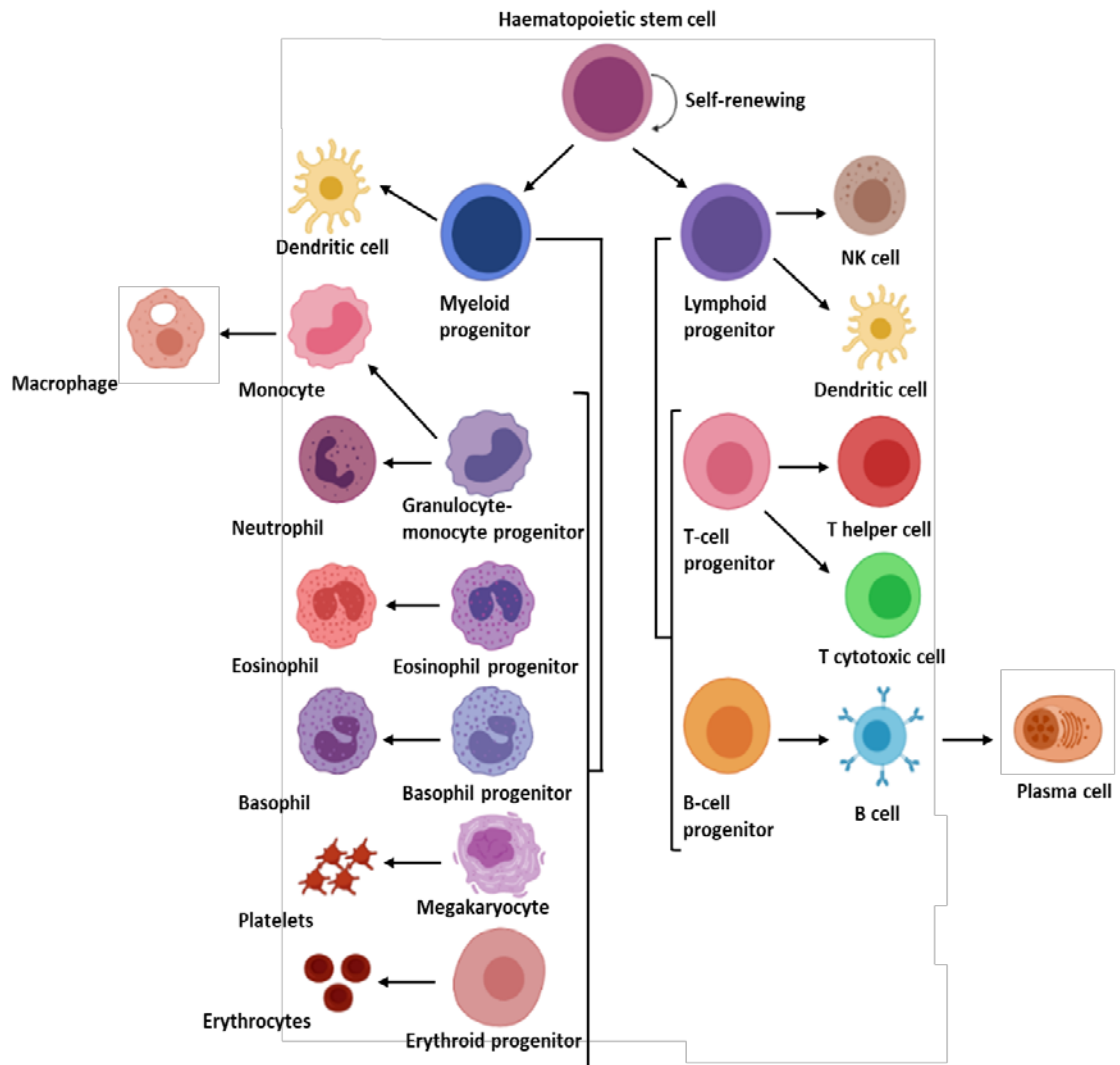 Haematopoietic stem cell
Self-renewing
Dendritic cell
Myeloid
progenitor
Lymphoid
progenitor
NK cell
Dendritic cell
Macrophage
Monocyte
Neutrophil
Granulocyte-
monocyte progenitor
T-cell
progenitor
T helper cell
T cytotoxic cell
Eosinophil
Eosinophil progenitor
Basophil
Basophil progenitor
B-cell
progenitor
B cell
Plasma cell
Platelets
Megakaryocyte
Erythrocytes
Erythroid progenitor